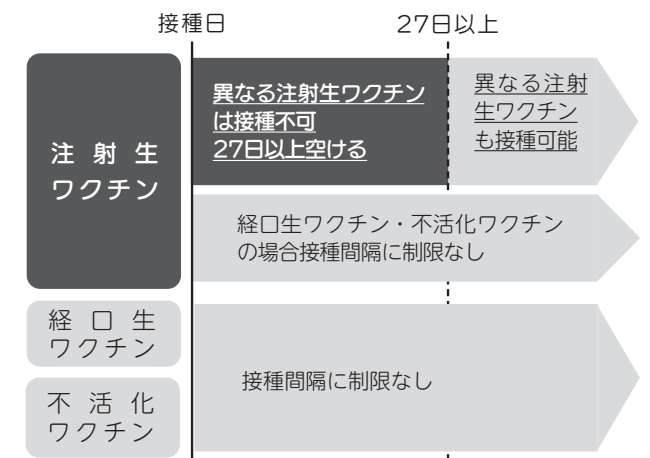 接種日
27日以上
注射生
ワクチン
異なる注射生ワクチン
は接種不可
27日以上空ける
異なる注射
生ワクチン
も接種可能
経口生ワクチン・不活化ワクチン
の場合接種間隔に制限なし
経口生
ワクチン
不活化
ワクチン
接種間隔に制限なし